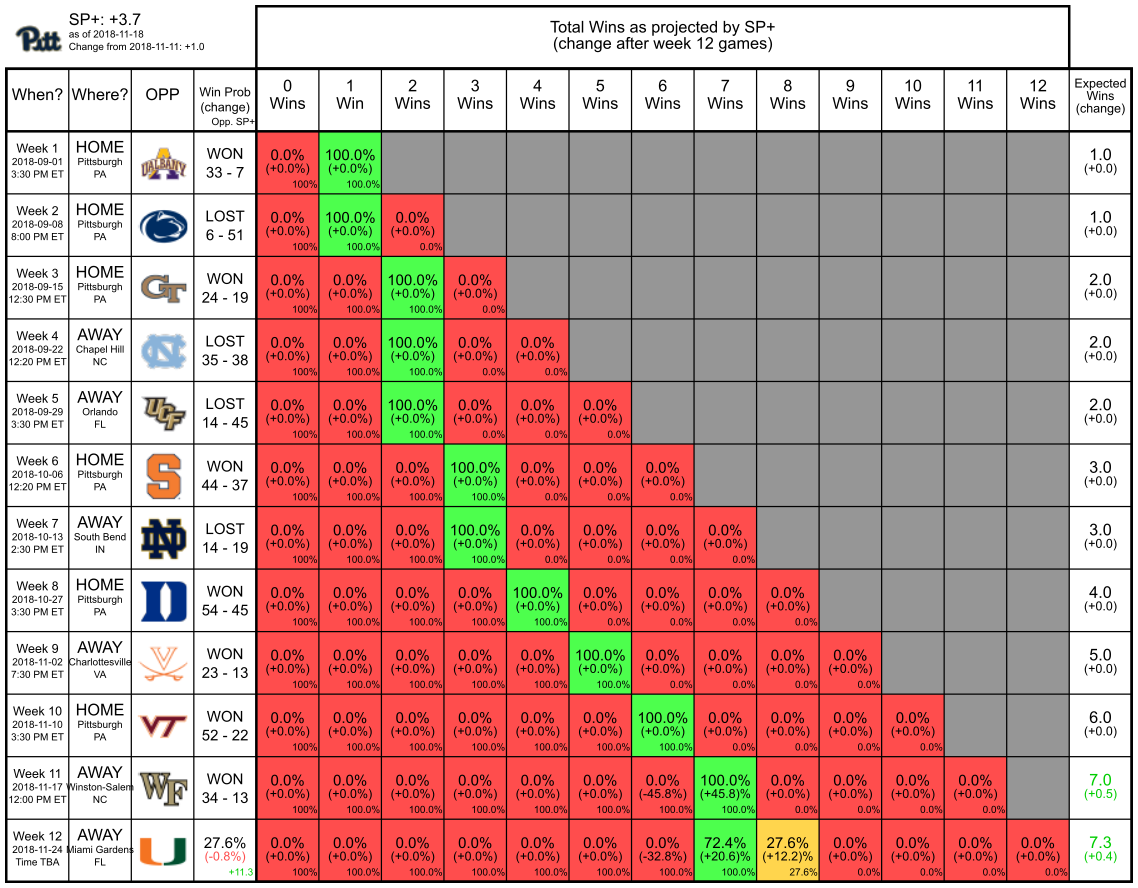 Pitt
SP+: +3.7
as of 2018-11-18
Change from 2018-11-11: +1.0
Total Wins as projected by SP+
(change after week 12 games)
When? Where? OPP Win Prob (change) Opp. SP+ 0 Wins 1 Win 2 Wins 3 Wins 4 Wins 5 Wins 6 Wins 7 Wins 8 Wins 9 Wins 10 Wins 11 Wins 12 Wins Expected Wins (change)
Week 1 HOME WON 0.0% 100.0% 1.0
2018-09-01 Pittsburgh UALBANY (+0.0%) (+0.0%) (+0.0)
3:30 PM ET PA 33 - 7 100% 100.0%
Week 2 HOME LOST 0.0% 100.0% 0.0% 1.0
2018-09-08 Pittsburgh (+0.0%) (+0.0%) (+0.0%) (+0.0)
8:00 PM ET PA 6 - 51 100% 100.0% 0.0%
Week 3 HOME WON 0.0% 0.0% 100.0% 0.0% 2.0
2018-09-15 Pittsburgh GT (+0.0%) (+0.0%) (+0.0%) (+0.0%) (+0.0)
12:30 PM ET PA 24 - 19 100% 100.0% 100.0% 0.0%
Week 4 AWAY LOST 0.0% 0.0% 100.0% 0.0% 0.0% 2.0
2018-09-22 Chapel Hill NC (+0.0%) (+0.0%) (+0.0%) (+0.0%) (+0.0%) (+0.0)
12:20 PM ET NC 35 - 38 100% 100.0% 100.0% 0.0% 0.0%
Week 5 AWAY LOST 0.0% 0.0% 100.0% 0.0% 0.0% 0.0% 2.0
2018-09-29 Orlando UCF (+0.0%) (+0.0%) (+0.0%) (+0.0%) (+0.0%) (+0.0%) (+0.0)
3:30 PM ET FL 14 - 45 100% 100.0% 100.0% 0.0% 0.0% 0.0%
Week 6 HOME WON 0.0% 0.0% 0.0% 100.0% 0.0% 0.0% 0.0% 3.0
2018-10-06 Pittsburgh S (+0.0%) (+0.0%) (+0.0%) (+0.0%) (+0.0%) (+0.0%) (+0.0%) (+0.0)
12:20 PM ET PA 44 - 37 100% 100.0% 100.0% 100.0% 0.0% 0.0% 0.0%
Week 7 AWAY LOST 0.0% 0.0% 0.0% 100.0% 0.0% 0.0% 0.0% 0.0% 3.0
2018-10-13 South Bend ND (+0.0%) (+0.0%) (+0.0%) (+0.0%) (+0.0%) (+0.0%) (+0.0%) (+0.0%) (+0.0)
2:30 PM ET IN 14 - 19 100% 100.0% 100.0% 100.0% 0.0% 0.0% 0.0% 0.0%
Week 8 HOME WON 0.0% 0.0% 0.0% 0.0% 100.0% 0.0% 0.0% 0.0% 0.0% 4.0
2018-10-27 Pittsburgh D (+0.0%) (+0.0%) (+0.0%) (+0.0%) (+0.0%) (+0.0%) (+0.0%) (+0.0%) (+0.0%) (+0.0)
3:30 PM ET PA 54 - 45 100% 100.0% 100.0% 100.0% 100.0% 0.0% 0.0% 0.0% 0.0%
Week 9 AWAY WON 0.0% 0.0% 0.0% 0.0% 0.0% 100.0% 0.0% 0.0% 0.0% 0.0% 5.0
2018-11-02 Charlottesville V (+0.0%) (+0.0%) (+0.0%) (+0.0%) (+0.0%) (+0.0%) (+0.0%) (+0.0%) (+0.0%) (+0.0%) (+0.0)
7:30 PM ET VA 23 - 13 100% 100.0% 100.0% 100.0% 100.0% 100.0% 0.0% 0.0% 0.0% 0.0%
Week 10 HOME WON 0.0% 0.0% 0.0% 0.0% 0.0% 0.0% 100.0% 0.0% 0.0% 0.0% 0.0% 6.0
2018-11-10 Pittsburgh VT (+0.0%) (+0.0%) (+0.0%) (+0.0%) (+0.0%) (+0.0%) (+0.0%) (+0.0%) (+0.0%) (+0.0%) (+0.0%) (+0.0)
3:30 PM ET PA 52 - 22 100% 100.0% 100.0% 100.0% 100.0% 100.0% 100.0% 0.0% 0.0% 0.0% 0.0%
Week 11 AWAY WON 0.0% 0.0% 0.0% 0.0% 0.0% 0.0% 0.0% 100.0% 0.0% 0.0% 0.0% 0.0% 7.0
2018-11-17 Winston-Salem WF (+0.0%) (+0.0%) (+0.0%) (+0.0%) (+0.0%) (+0.0%) (-45.8%) (+45.8)% (+0.0%) (+0.0%) (+0.0%) (+0.0%) (+0.5)
12:00 PM ET NC 34 - 13 100% 100.0% 100.0% 100.0% 100.0% 100.0% 100.0% 100.0% 0.0% 0.0% 0.0% 0.0%
Week 12 AWAY 27.6% 0.0% 0.0% 0.0% 0.0% 0.0% 0.0% 0.0% 72.4% 27.6% 0.0% 0.0% 0.0% 0.0% 7.3
2018-11-24 Miami Gardens U (-0.8%) (+0.0%) (+0.0%) (+0.0%) (+0.0%) (+0.0%) (+0.0%) (-32.8%) (+20.6)% (+12.2)% (+0.0%) (+0.0%) (+0.0%) (+0.0%) (+0.4)
Time TBA FL +11.3 100% 100.0% 100.0% 100.0% 100.0% 100.0% 100.0% 100.0% 27.6% 0.0% 0.0% 0.0% 0.0%